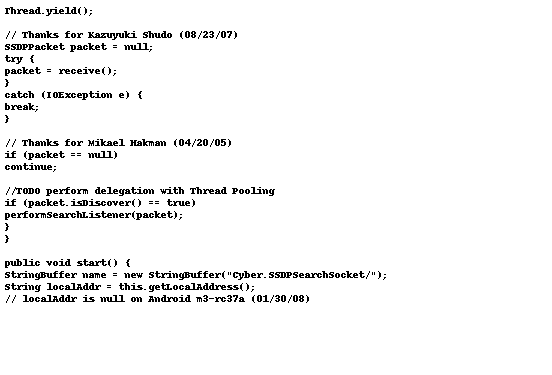 Thread.yield();

// Thanks for Kazuyuki Shudo (08/23/07)
SSDPPacket packet = null;
try {
packet = receive();
}
catch (IOException e) {
break;
}

// Thanks for Mikael Hakman (04/20/05)
if (packet == null)
continue;

//TODO perform delegation with Thread Pooling
if (packet.isDiscover() == true)
performSearchListener(packet);
}
}

public void start() {
StringBuffer name = new StringBuffer("Cyber.SSDPSearchSocket/");
String localAddr = this.getLocalAddress();
// localAddr is null on Android m3-rc37a (01/30/08)